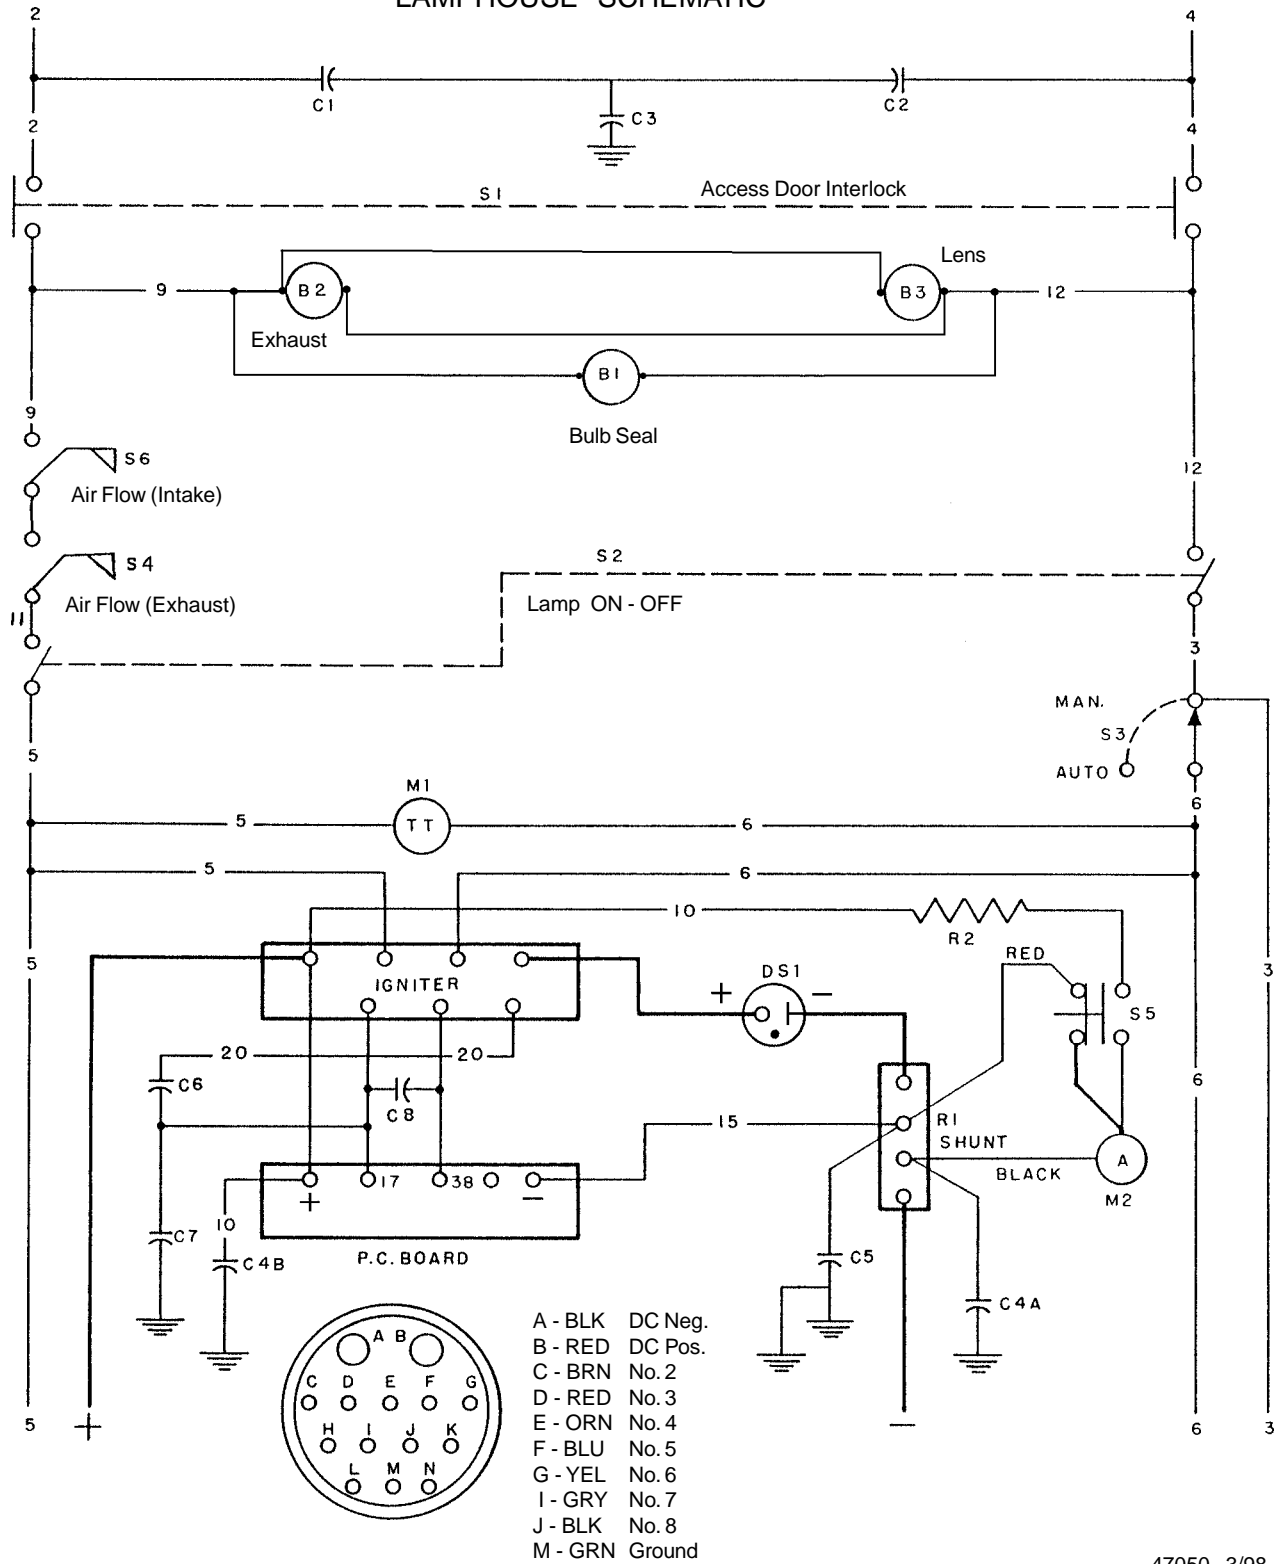 LAMPHOUSE SCHEMATIC
2
4
C1
C2
C3
2
4
S1
Access Door Interlock
Lens
9
B2
B3
12
Exhaust
B1
Bulb Seal
9
S6
12
Air Flow (Intake)
S2
S4
Air Flow (Exhaust)
Lamp ON - OFF
11
3
MAN.
S3
5
AUTO
M1
6
5
TT
6
5
6
10
R2
RED
5
3
IGNITER
DS1
+
−
S5
20
20
C6
C8
6
15
R1
SHUNT
BLACK
A
M2
17
38
+
−
10
C7
C4B
P.C. BOARD
C5
C4A
A B
C D E F G
H I J K
L M N
5
+
−
6
3
A - BLK DC Neg.
B - RED DC Pos.
C - BRN No. 2
D - RED No. 3
E - ORN No. 4
F - BLU No. 5
G - YEL No. 6
I - GRY No. 7
J - BLK No. 8
M - GRN Ground